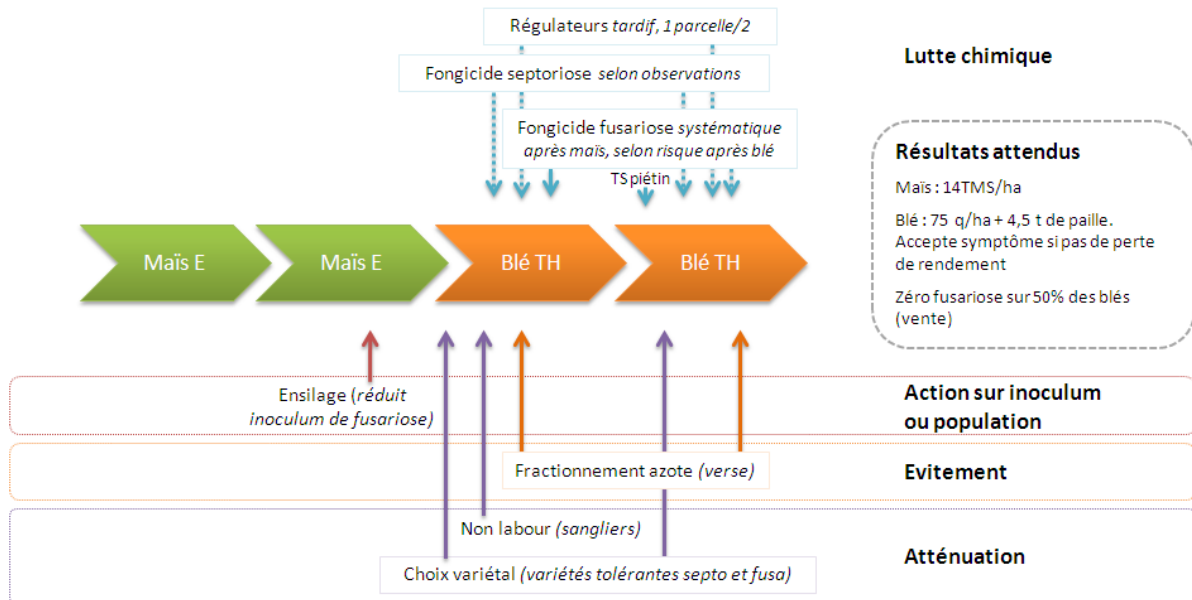 Régulateurs tardif, 1 parcelle/2
Lutte chimique
Fongicide septoriose selon observations
Fongicide fusariose systématique
après maïs, selon risque après blé
TS piétin
Résultats attendus
Maïs : 14TMS/ha
Blé : 75 q/ha + 4,5 t de paille.
Accepte symptôme si pas de perte
de rendement
Zéro fusariose sur 50% des blés
(vente)
Maïs E
Maïs E
Blé TH
Blé TH
Ensilage (réduit
inoculum de fusariose)
Action sur inoculum
ou population
Fractionnement azote (verse)
Evitement
Non labour (sangliers)
Atténuation
Choix variétal (variétés tolérantes septo et fusa)